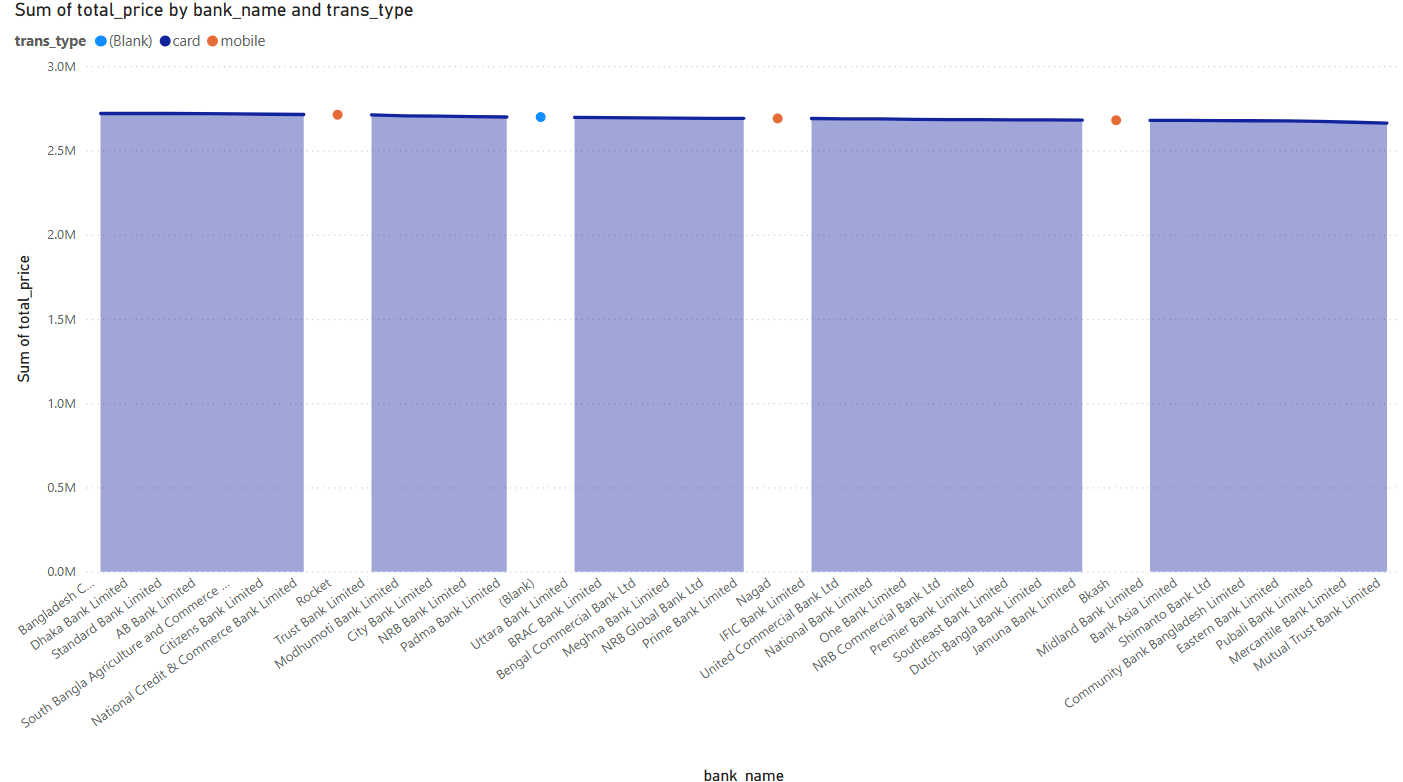 Sum of total_price by bank_name and trans_type
trans_type (Blank) card mobile
3.0M
2.5M
2.0M
1.5M
1.0M
0.5M
0.0M
Sum of total_price
Bangladesh C...
Dhaka Bank Limited
Standard Bank Limited
AB Bank Limited
South Bangla Agriculture and Commerce ...
Citizens Bank Limited
National Credit & Commerce Bank Limited
Rocket
Trust Bank Limited
Modhumoti Bank Limited
City Bank Limited
NRB Bank Limited
Padma Bank Limited
(Blank)
Uttara Bank Limited
BRAC Bank Limited
Bengal Commercial Bank Ltd
Meghna Bank Limited
NRB Global Bank Ltd
Prime Bank Limited
Nagad
IFIC Bank Limited
United Commercial Bank Ltd
National Bank Limited
One Bank Limited
NRB Commercial Bank Ltd
Premier Bank Limited
Southeast Bank Limited
Dutch-Bangla Bank Limited
Jamuna Bank Limited
Bkash
Midland Bank Limited
Bank Asia Limited
Shimanto Bank Ltd
Community Bank Bangladesh Limited
Eastern Bank Limited
Pubali Bank Limited
Mercantile Bank Limited
Mutual Trust Bank Limited
bank_name